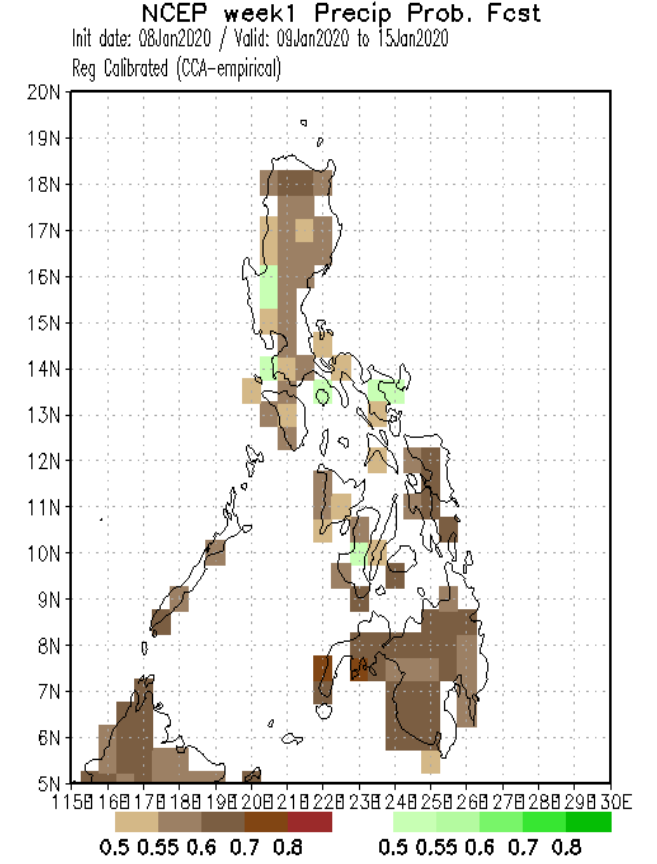 NCEP week1 Precip Prob. Fcst
Init date: 08Jan2020 / Valid: 09Jan2020 to 15Jan2020
Reg Calibrated (CCA-empirical)
20N
19N
18N
17N
16N
15N
14N
13N
12N
11N
10N
9N
8N
7N
6N
5N
115E 116E 117E 118E 119E 120E 121E 122E 123E 124E 125E 126E 127E 128E 129E 130E
0.5 0.55 0.6 0.7 0.8 0.5 0.55 0.6 0.7 0.8